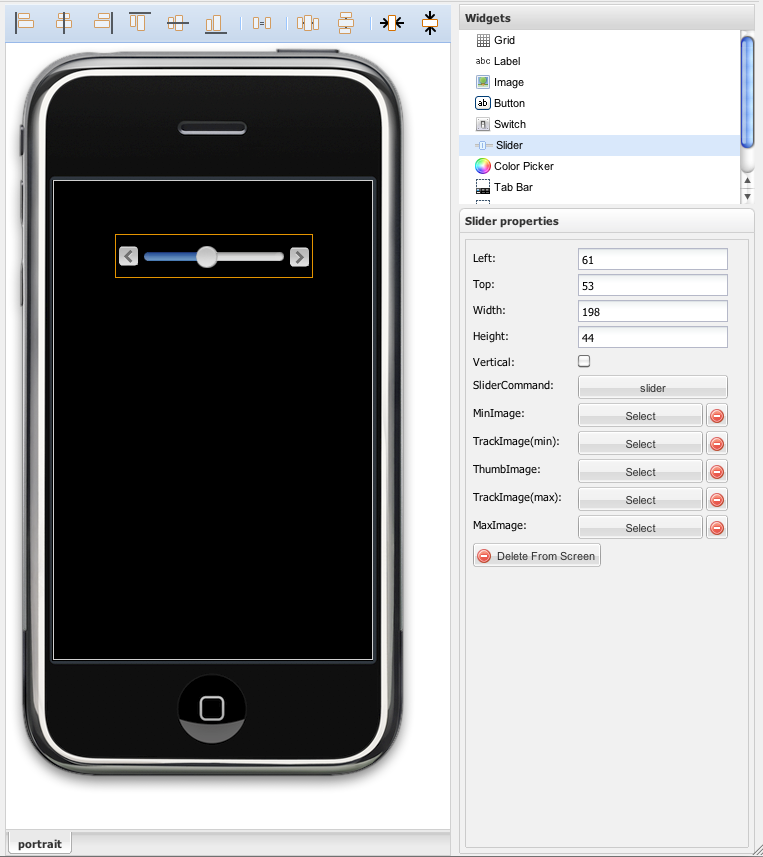 Widgets
Grid
abc Label
Image
ab Button
Switch
Slider
Color Picker
Tab Bar
Slider properties
Left: 61
Top: 53
Width: 198
Height: 44
Vertical:
SliderCommand: slider
MinImage: Select
TrackImage(min): Select
ThumbImage: Select
TrackImage(max): Select
MaxImage: Select
Delete From Screen
portrait